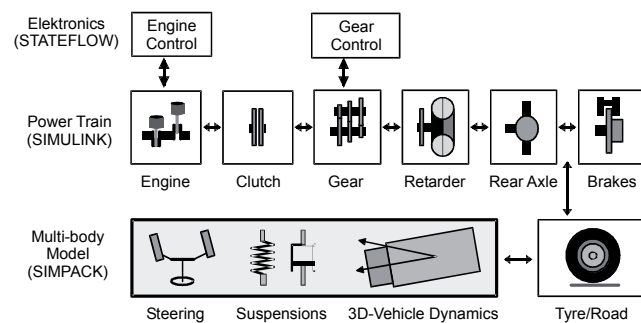 Elektronics
(STATEFLOW)
Engine
Control
Gear
Control
Power Train
(SIMULINK)
Engine
Clutch
Gear
Retarder
Rear Axle
Brakes
Multi-body
Model
(SIMPACK)
Steering
Suspensions
3D-Vehicle Dynamics
Tyre/Road